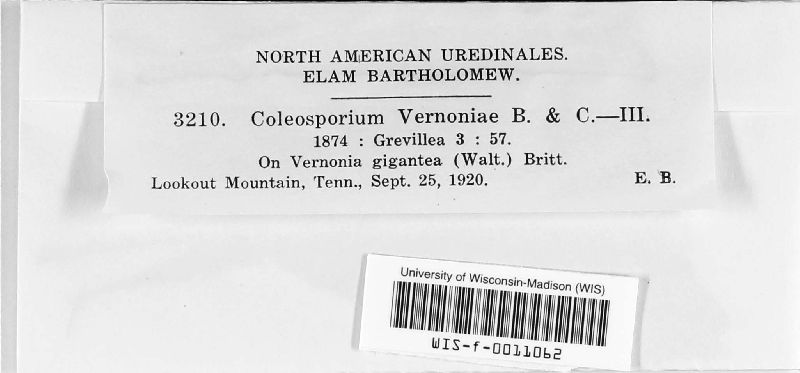 NORTH AMERICAN UREDINALES.
ELAM BARTHOLOMEW.
3210. Coleosporium Vernoniae B. & C.—III.
1874 : Grevillea 3 : 57.
On Vernonia gigantea (Walt.) Britt.
Lookout Mountain, Tenn., Sept. 25, 1920. E. B.
University of Wisconsin-Madison (WIS)
WIS-f-0011062